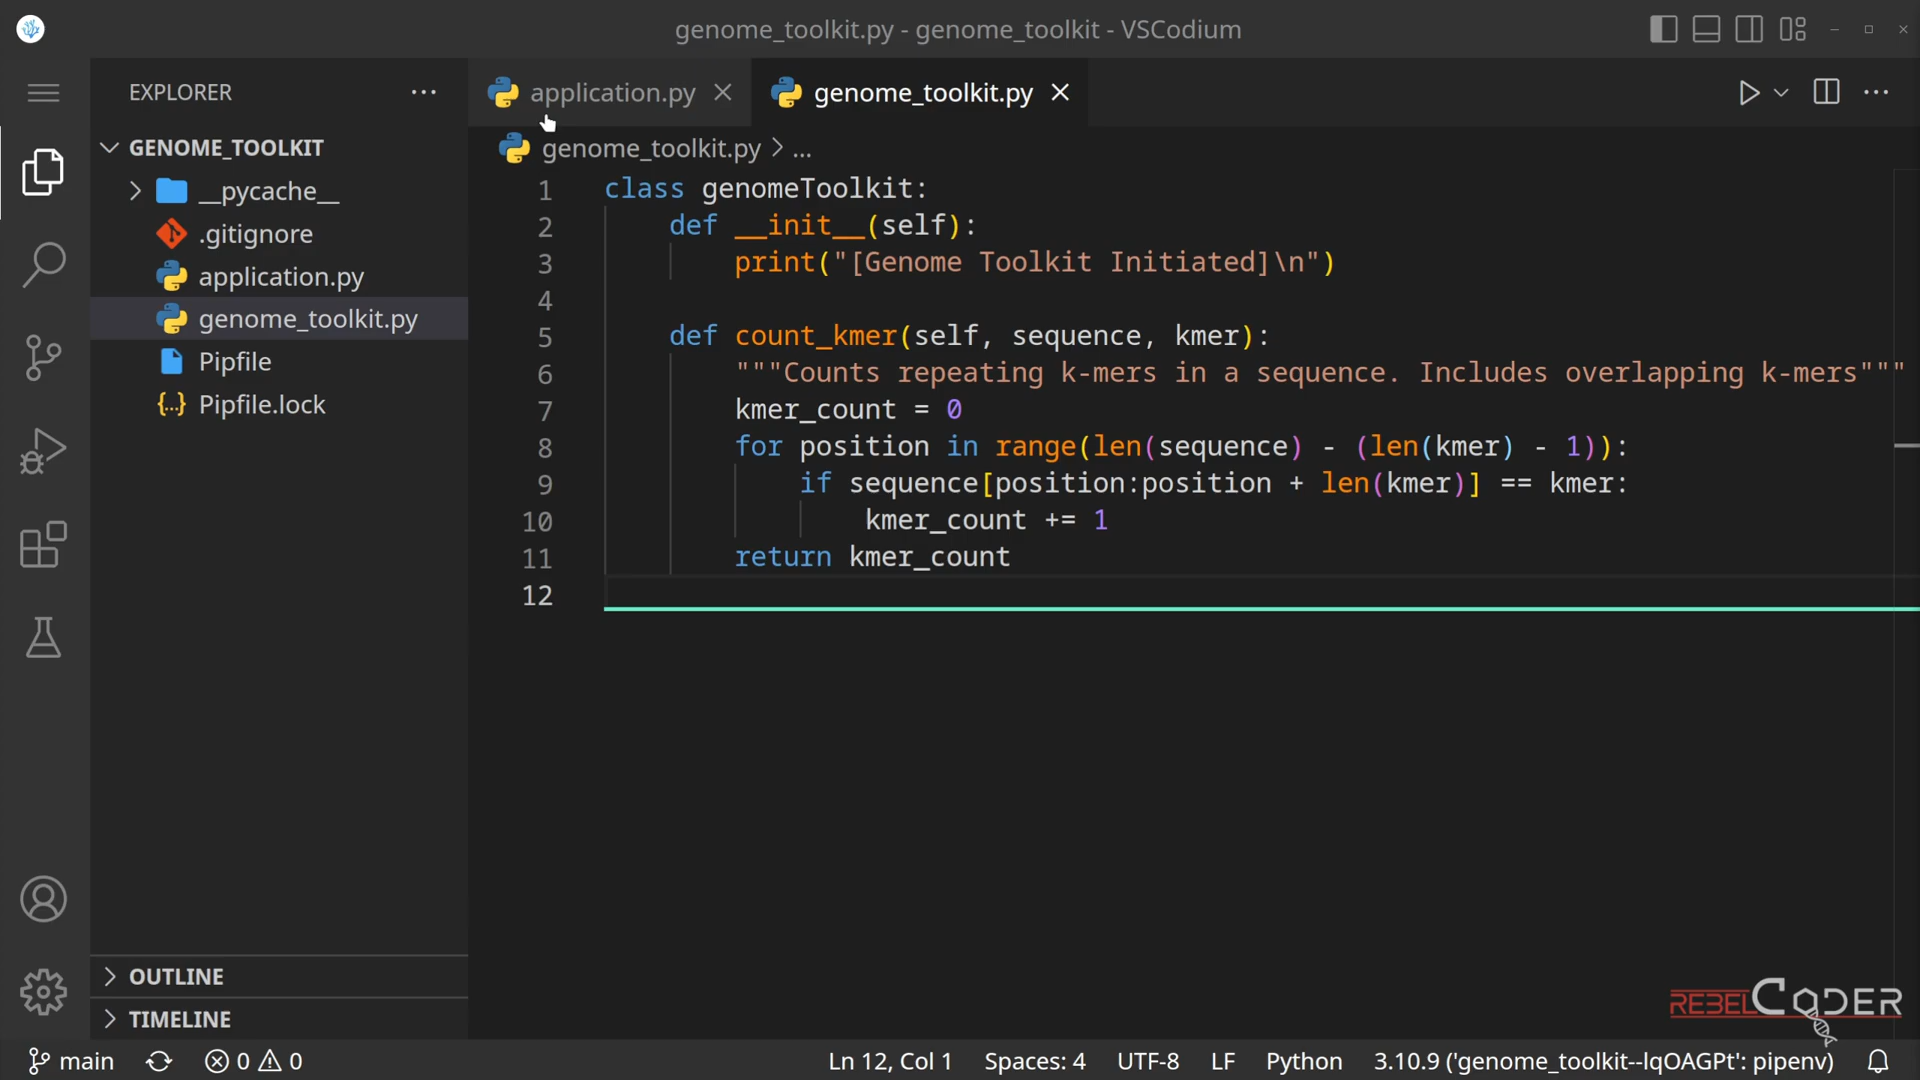 genome_toolkit.py - genome_toolkit - VSCodium
EXPLORER
application.py
genome_toolkit.py
GENOME_TOOLKIT
genome_toolkit.py > ...
__pycache__
.gitignore
application.py
genome_toolkit.py
Pipfile
{...} Pipfile.lock
1 class genomeToolkit:
2     def __init__(self):
3         print("[Genome Toolkit Initiated]\n")
4
5     def count_kmer(self, sequence, kmer):
6         """Counts repeating k-mers in a sequence. Includes overlapping k-mers"""
7         kmer_count = 0
8         for position in range(len(sequence) - (len(kmer) - 1)):
9             if sequence[position:position + len(kmer)] == kmer:
10                 kmer_count += 1
11         return kmer_count
12
OUTLINE
TIMELINE
REBELCODER
main 0 0 Ln 12, Col 1 Spaces: 4 UTF-8 LF Python 3.10.9 ('genome_toolkit--lqOAGPt': pipenv)